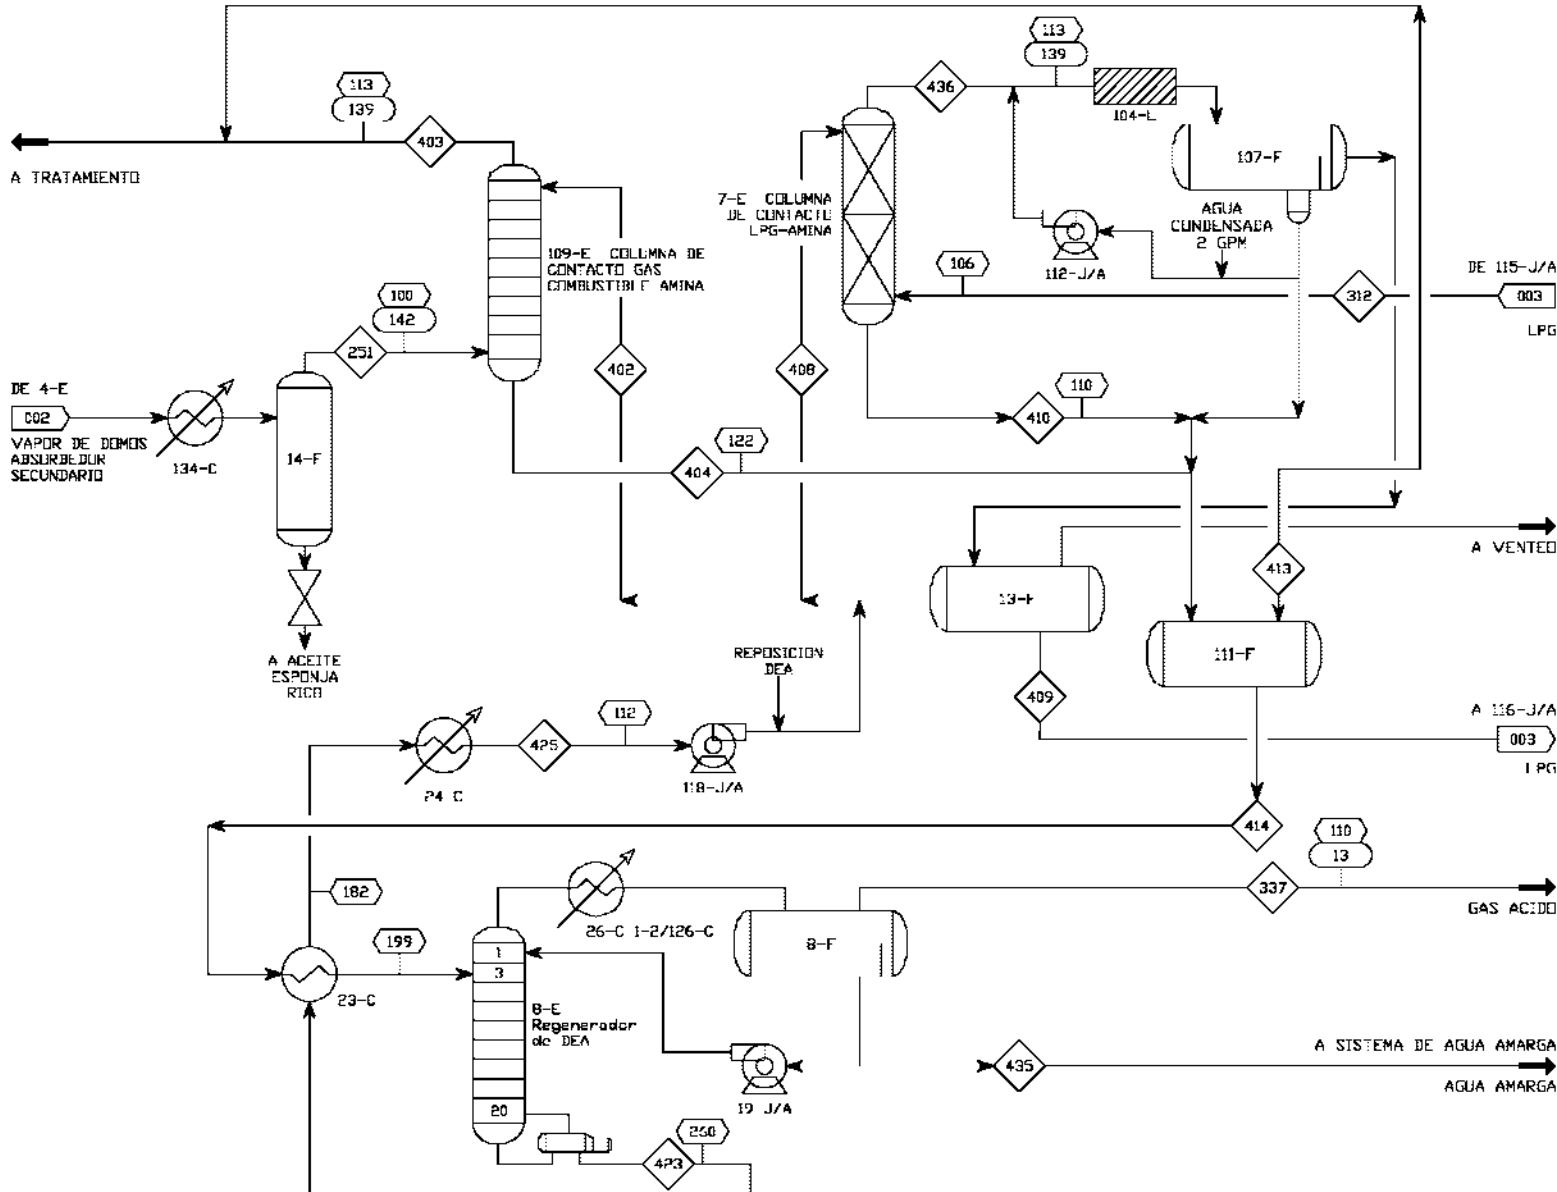 113
139
436
104-L
113
139
403
107-F
A TRATAMIENTO
7-E COLUMNA
DE CONTACTO
LPG-AMINA
AGUA
CONDENSADA
2 GPM
109-E COLUMNA DE
CONTACTO GAS
COMBUSTIBLE AMINA
112-J/A
106
DE 115-J/A
312
003
LPG
100
142
251
402
408
DE 4-E
002
VAPOR DE DOMOS
ABSORBEDOR
SECUNDARIO
134-C
14-F
110
410
122
404
A VENTEO
413
13-F
111-F
A ACEITE
ESPONJA
RICO
REPOSICION
DEA
409
112
425
A 116-J/A
003
LPG
24 C
118-J/A
414
110
13
182
337
GAS ACIDO
26-C 1-2/126-C
8-F
199
1
3
23-C
8-E
Regenerador
de DEA
A SISTEMA DE AGUA AMARGA
435
AGUA AMARGA
19 J/A
20
260
423